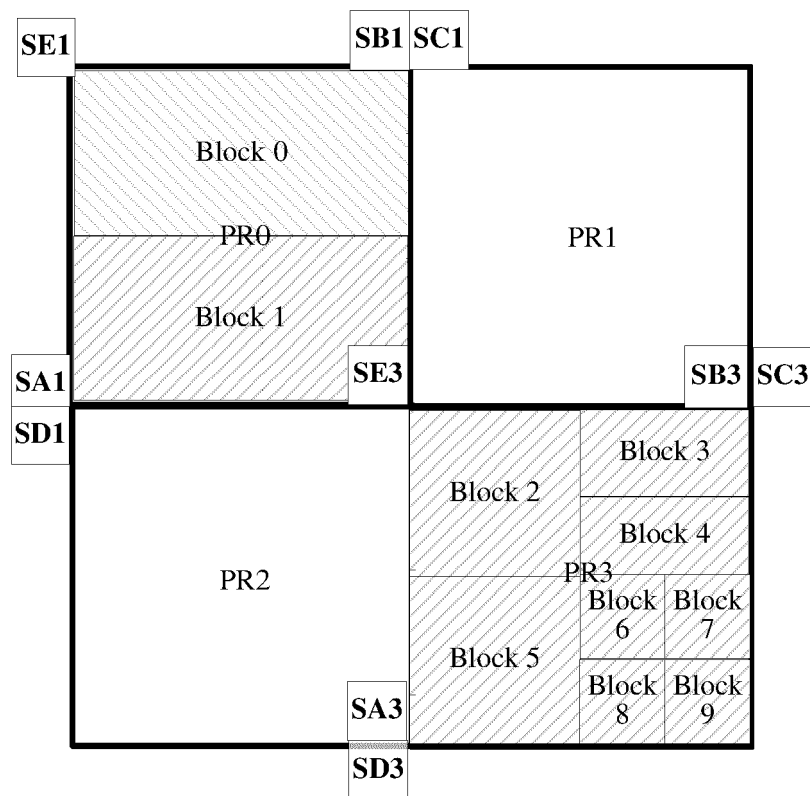 SE1
SB1 SC1
Block 0
PR0
PR1
Block 1
SE3
SB3 SC3
SA1
SD1
Block 3
Block 2
Block 4
PR2
PR3
Block
6
Block
7
Block 5
Block
8
Block
9
SA3
SD3